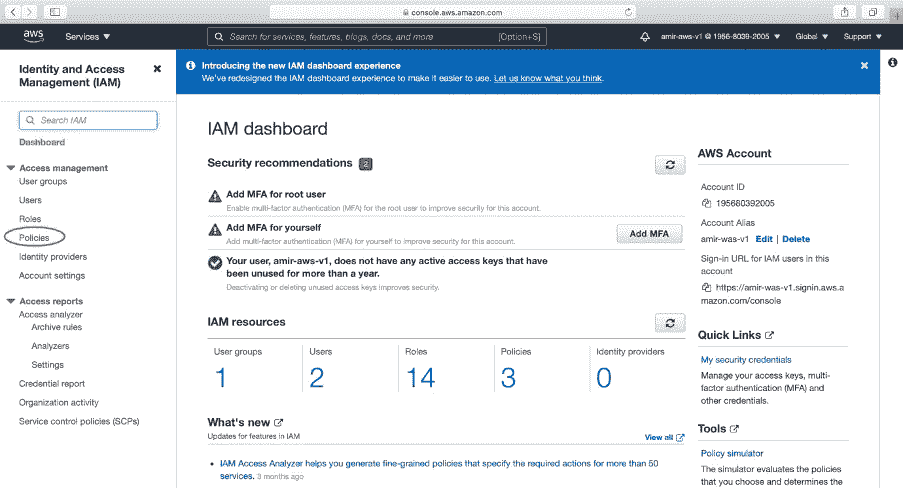 console.aws.amazon.com
aws
Services
Search for services, features, blogs, docs, and more
[Option+S]
amir-aws-v1 @ 1956-8039-2005
Global
Support
Identity and Access
Management (IAM)
Search IAM
Dashboard
Access management
User groups
Users
Roles
Policies
Identity providers
Account settings
Access reports
Access analyzer
Archive rules
Analyzers
Settings
Credential report
Organization activity
Service control policies (SCPs)
Introducing the new IAM dashboard experience
We've redesigned the IAM dashboard experience to make it easier to use. Let us know what you think.
IAM dashboard
Security recommendations 2
Add MFA for root user
Enable multi-factor authentication (MFA) for the root user to improve security for this account.
Add MFA for yourself
Add multi-factor authentication (MFA) for yourself to improve security for this account.
Add MFA
Your user, amir-aws-v1, does not have any active access keys that have
been unused for more than a year.
Deactivating or deleting unused access keys improves security.
IAM resources
User groups
1
Users
2
Roles
14
Policies
3
Identity providers
0
What's new
Updates for features in IAM
View all
IAM Access Analyzer helps you generate fine-grained policies that specify the required actions for more than 50
services. 3 months ago
AWS Account
Account ID
195680392005
Account Alias
amir-was-v1 Edit | Delete
Sign-in URL for IAM users in this
account
https://amir-was-v1.signin.aws.a
mazon.com/console
Quick Links
My security credentials
Manage your access keys, multi-
factor authentication (MFA) and
other credentials.
Tools
Policy simulator
The simulator evaluates the policies
that you choose and determines the